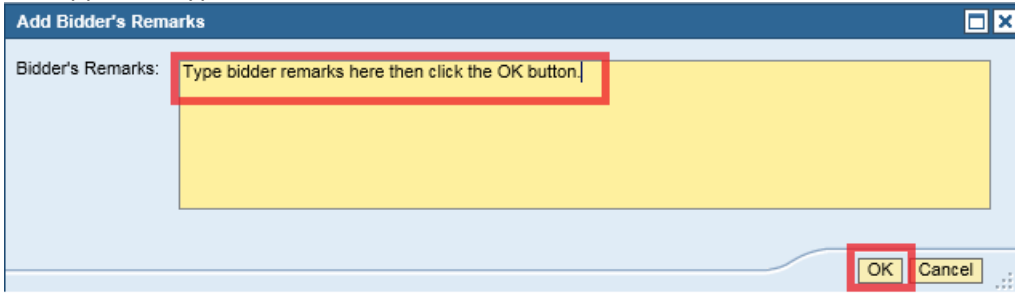 Add Bidder's Remarks
Bidder's Remarks: Type bidder remarks here then click the OK button.
OK Cancel